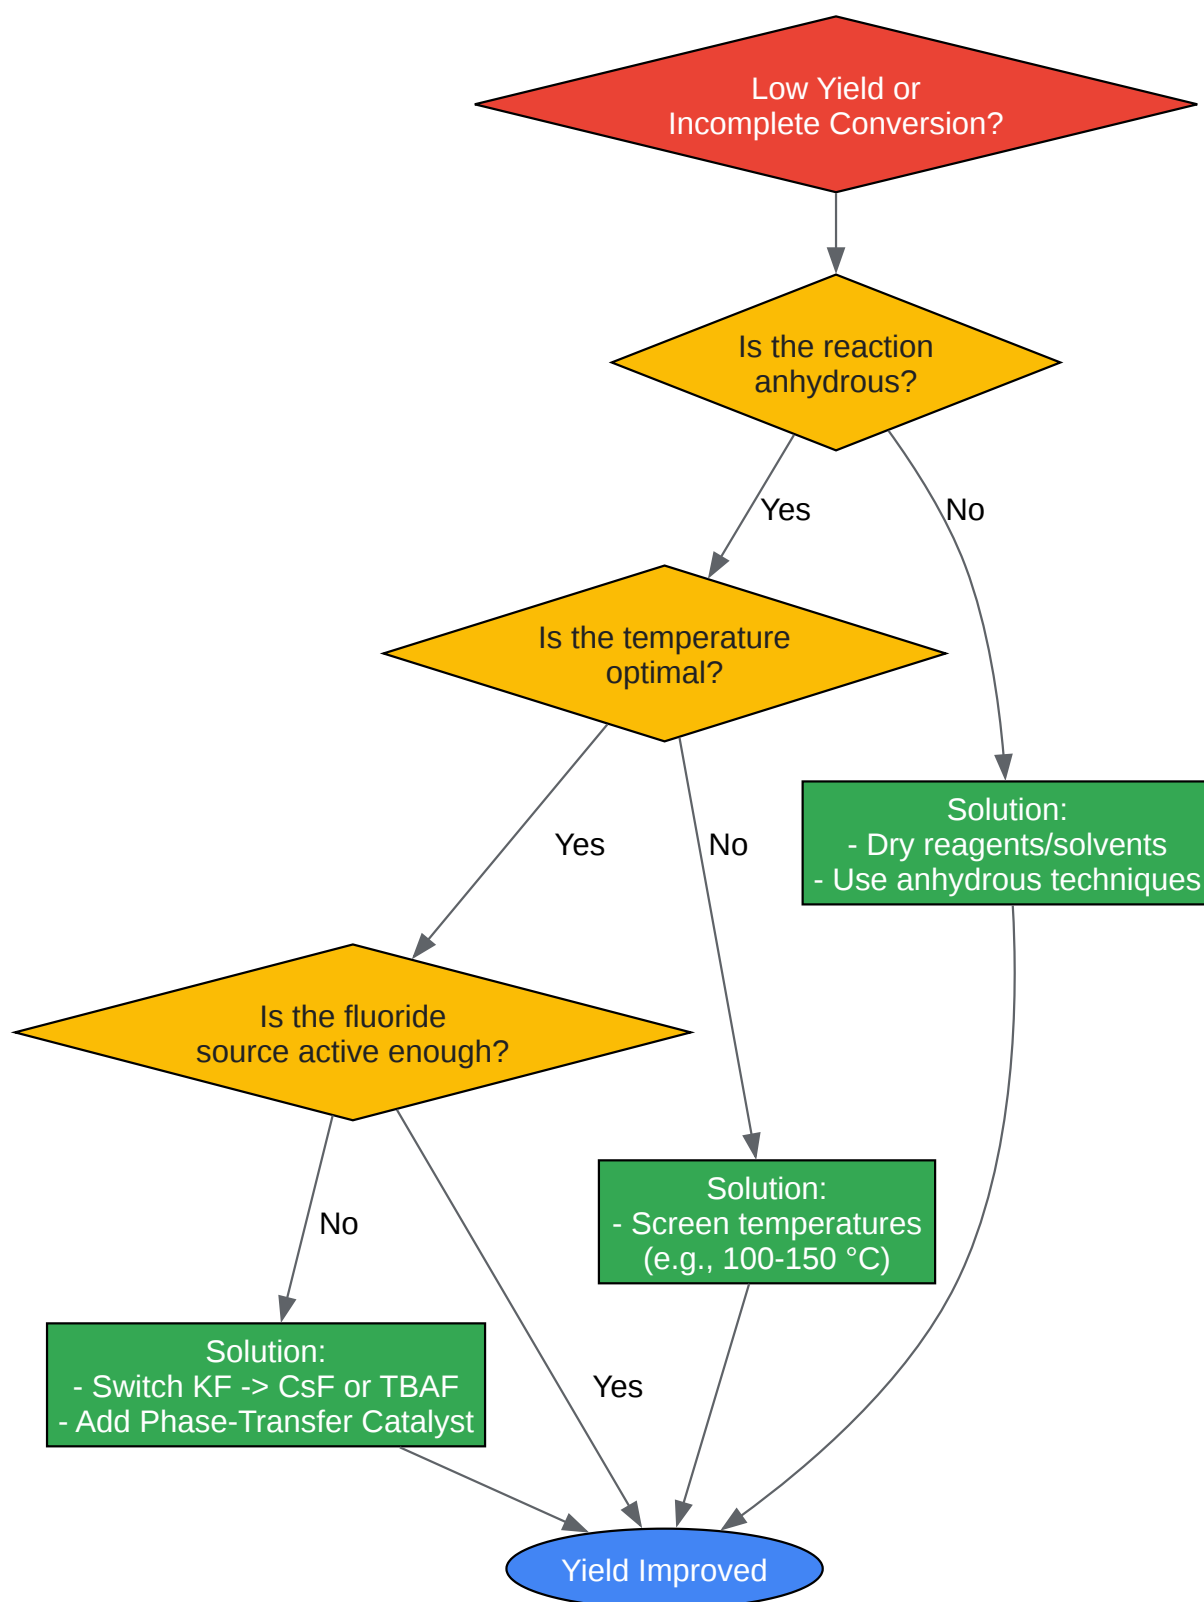 Low Yield or
Incomplete Conversion?
Is the reaction
anhydrous?
Yes
No
Is the temperature
optimal?
Yes
No
Solution:
- Dry reagents/solvents
- Use anhydrous techniques
Is the fluoride
source active enough?
No
Yes
Solution:
- Screen temperatures
(e.g., 100-150 °C)
Solution:
- Switch KF -> CsF or TBAF
- Add Phase-Transfer Catalyst
Yield Improved